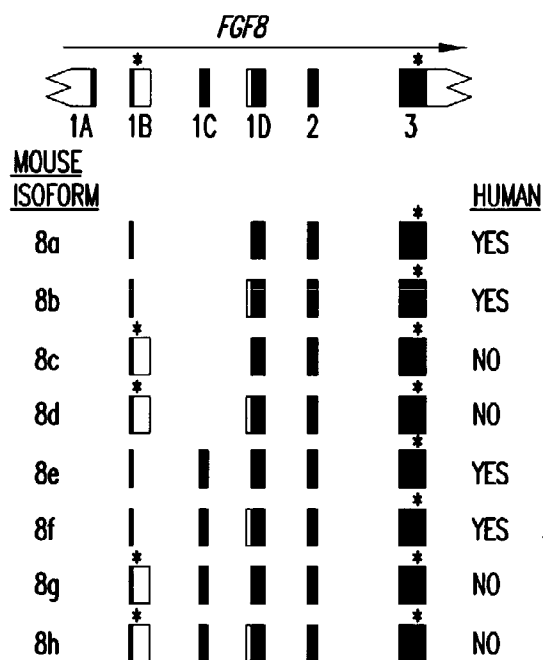 FGF8
* *
1A 1B 1C 1D 2 3
MOUSE
ISOFORM HUMAN
*
8a YES
*
8b YES
* *
8c NO
* *
8d NO
*
8e YES
*
8f YES
* *
8g NO
* *
8h NO